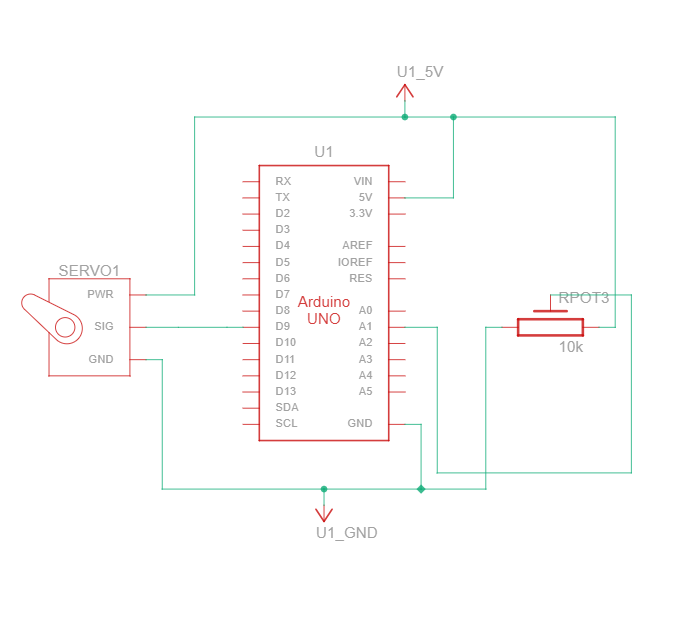 U1_5V
U1
RX
TX
D2
D3
D4
D5
D6
D7
D8
D9
D10
D11
D12
D13
SDA
SCL
VIN
5V
3.3V
AREF
IOREF
RES
A0
A1
A2
A3
A4
A5
GND
Arduino
UNO
SERVO1
PWR
SIG
GND
RPOT3
10k
U1_GND